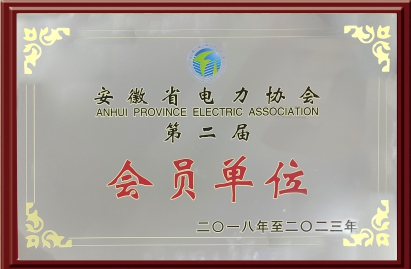 安徽省电力协会
ANHUI PROVINCE ELECTRIC ASSOCIATION
第二届
会员单位
二〇一八年至二〇二三年